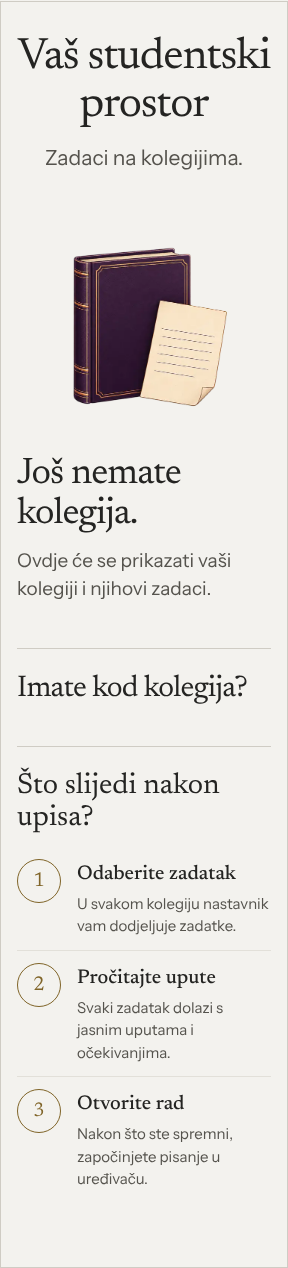 Vaš studentski
prostor
Zadaci na kolegijima.
Još nemate
kolegija.
Ovdje će se prikazati vaši
kolegiji i njihovi zadaci.
Imate kod kolegija?
Što slijedi nakon
upisa?
1
Odaberite zadatak
U svakom kolegiju nastavnik
vam dodjeljuje zadatke.
2
Pročitajte upute
Svaki zadatak dolazi s
jasnim uputama i
očekivanjima.
3
Otvorite rad
Nakon što ste spremni,
započinjete pisanje u
uređivaču.